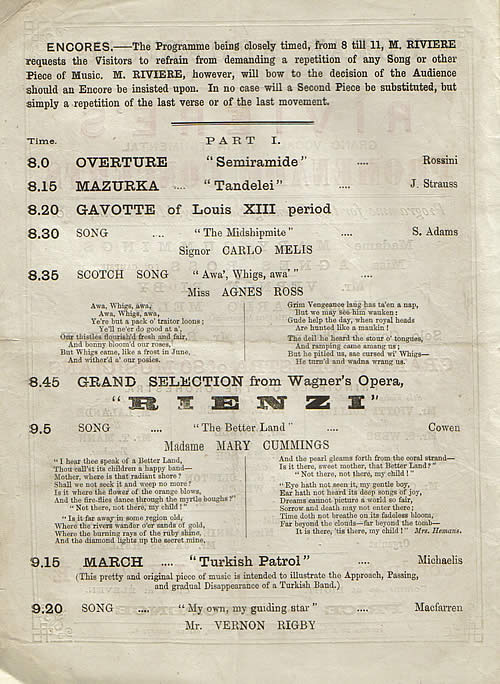 ENCORES.—The Programme being closely timed, from 8 till 11, M. RIVIERE
requests the Visitors to refrain from demanding a repetition of any Song or other
Piece of Music. M. RIVIERE, however, will bow to the decision of the Audience
should an Encore be insisted upon. In no case will a Second Piece be substituted, but
simply a repetition of the last verse or of the last movement.
Time. PART I.
8.0 OVERTURE "Semiramide" .... Rossini
8.15 MAZURKA .... "Tandelei" .... J. Strauss
8.20 GAVOTTE of Louis XIII period
8.30 SONG .... "The Midshipmite" .... S. Adams
Signor CARLO MELIS
8.35 SCOTCH SONG "Awa', Whigs, awa'" ....
Miss AGNES ROSS
Awa, Whigs, awa,
Awa, Whigs, awa,
Ye're but a pack o' traitor loons;
Ye'll ne'er do good at a',
Our thistles flourish'd fresh and fair,
And bonny bloom'd our roses,
But Whigs came, like a frost in June,
And wither'd a' our posies.
Grim Vengeance lang has ta'en a nap,
But we may see him wauken:
Gude help the day, when royal heads
Are hunted like a maukin!
The deil he heard the stour o' tongues,
And ramping came amang us;
But he pitied us, sae cursed wi' Whigs—
He turn'd and wadna wrang us.
8.45 GRAND SELECTION from Wagner's Opera,
"RIENZI"
9.5 SONG .... "The Better Land" .... Cowen
Madame MARY CUMMINGS
"I hear thee speak of a Better Land,
Thou call'st its children a happy band—
Mother, where is that radiant shore?
Shall we not seek it and weep no more?
Is it where the flower of the orange blows,
And the fire-flies dance through the myrtle boughs?"
"Not there, not there, my child!"
"Is it far away in some region old,
Where the rivers wander o'er sands of gold,
Where the burning rays of the ruby shine,
And the diamond lights up the secret mine,
And the pearl gleams forth from the coral strand—
Is it there, sweet mother, that Better Land?"
"Not there, not there, my child!"
"Eye hath not seen it, my gentle boy,
Ear hath not heard its deep songs of joy,
Dreams cannot picture a world so fair,
Sorrow and death may not enter there;
Time doth not breathe on its fadeless bloom,
Far beyond the clouds—far beyond the tomb—
It is there, 'tis there, my child!" Mrs. Hemans.
9.15 MARCH .... "Turkish Patrol" .... Michaelis
(This pretty and original piece of music is intended to illustrate the Approach, Passing,
and gradual Disappearance of a Turkish Band.)
9.20 SONG .... "My own, my guiding star" .... Macfarren
Mr. VERNON RIGBY